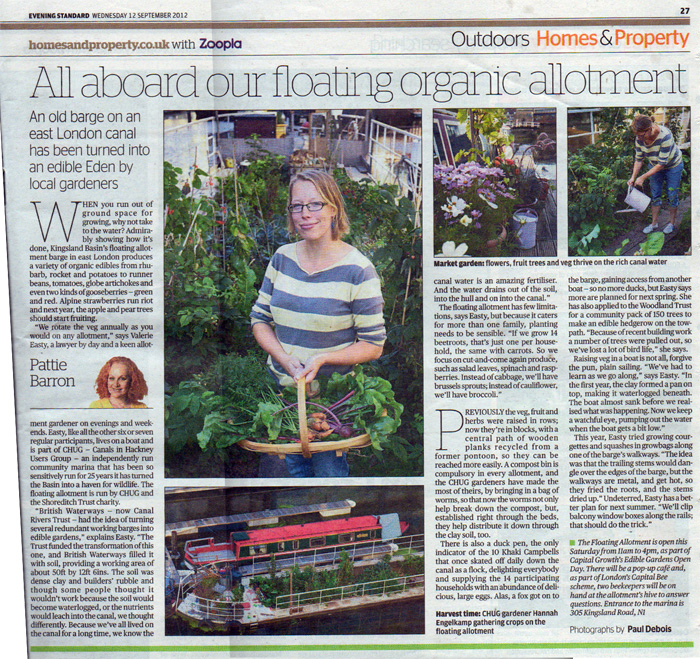 EVENING STANDARD WEDNESDAY 12 SEPTEMBER 2012
27
homesandproperty.co.uk with Zoopla
Outdoors Homes&Property
All aboard our floating organic allotment
An old barge on an
east London canal
has been turned into
an edible Eden by
local gardeners
WHEN you run out of
ground space for
growing, why not take
to the water? Admira-
bly showing how it's
done, Kingsland Basin's floating allot-
ment barge in east London produces
a variety of organic edibles from rhu-
barb, rocket and potatoes to runner
beans, tomatoes, globe artichokes and
even two kinds of gooseberries – green
and red. Alpine strawberries run riot
and next year, the apple and pear trees
should start fruiting.
"We rotate the veg annually as you
would on any allotment," says Valerie
Easty, a lawyer by day and a keen allot-
Pattie
Barron
ment gardener on evenings and week-
ends. Easty, like all the other six or seven
regular participants, lives on a boat and
is part of CHUG – Canals in Hackney
Users Group – an independently run
community marina that has been so
sensitively run for 25 years it has turned
the Basin into a haven for wildlife. The
floating allotment is run by CHUG and
the Shoreditch Trust charity.
"British Waterways – now Canal
Rivers Trust – had the idea of turning
several redundant working barges into
edible gardens," explains Easty. "The
Trust funded the transformation of this
one, and British Waterways filled it
with soil, providing a working area of
about 50ft by 12ft 6ins. The soil was
dense clay and builders' rubble and
though some people thought it
wouldn't work because the soil would
become waterlogged, or the nutrients
would leach into the canal, we thought
differently. Because we've all lived on
the canal for a long time, we know the
Market garden: flowers, fruit trees and veg thrive on the rich canal water
canal water is an amazing fertiliser.
And the water drains out of the soil,
into the hull and on into the canal."
The floating allotment has few limita-
tions, says Easty, but because it caters
for more than one family, planting
needs to be sensible. "If we grow 14
beetroots, that's just one per house-
hold, the same with carrots. So we
focus on cut-and-come again produce,
such as salad leaves, spinach and rasp-
berries. Instead of cabbage, we'll have
brussels sprouts; instead of cauliflower,
we'll have broccoli."
PREVIOUSLY the veg, fruit and
herbs were raised in rows;
now they're in blocks, with a
central path of wooden
planks recycled from a
former pontoon, so they can be
reached more easily. A compost bin is
compulsory in every allotment, and
the CHUG gardeners have made the
most of theirs, by bringing in a bag of
worms, so that now the worms not only
help break down the compost, but,
established right through the beds,
they help distribute it down through
the clay soil, too.
There is also a duck pen, the only
indicator of the 10 Khaki Campbells
that once skated off daily down the
canal as a flock, delighting everybody
and supplying the 14 participating
households with an abundance of deli-
cious, large eggs. Alas, a fox got on to
Harvest time: CHUG gardener Hannah
Engelkamp gathering crops on the
floating allotment
the barge, gaining access from another
boat – so no more ducks, but Easty says
more are planned for next spring. She
has also applied to the Woodland Trust
for a community pack of 150 trees to
make an edible hedgerow on the tow-
path. "Because of recent building work
a number of trees were pulled out, so
we've lost a lot of bird life," she says.
Raising veg in a boat is not all, forgive
the pun, plain sailing. "We've had to
learn as we go along," says Easty. "In
the first year, the clay formed a pan on
top, making it waterlogged beneath.
The boat almost sank before we real-
ised what was happening. Now we keep
a watchful eye, pumping out the water
when the boat gets a bit low."
This year, Easty tried growing cour-
gettes and squashes in growbags along
one of the barge's walkways. "The idea
was that the trailing stems would dan-
gle over the edges of the barge, but the
walkways are metal, and get hot, so
they fried the roots, and the stems
dried up." Undeterred, Easty has a bet-
ter plan for next summer. "We'll clip
balcony window boxes along the rails;
that should do the trick."
The Floating Allotment is open this
Saturday from 11am to 4pm, as part of
Capital Growth's Edible Gardens Open
Day. There will be a pop-up café and,
as part of London's Capital Bee
scheme, two beekeepers will be on
hand at the allotment's hive to answer
questions. Entrance to the marina is
305 Kingsland Road, N1
Photographs by Paul Debois